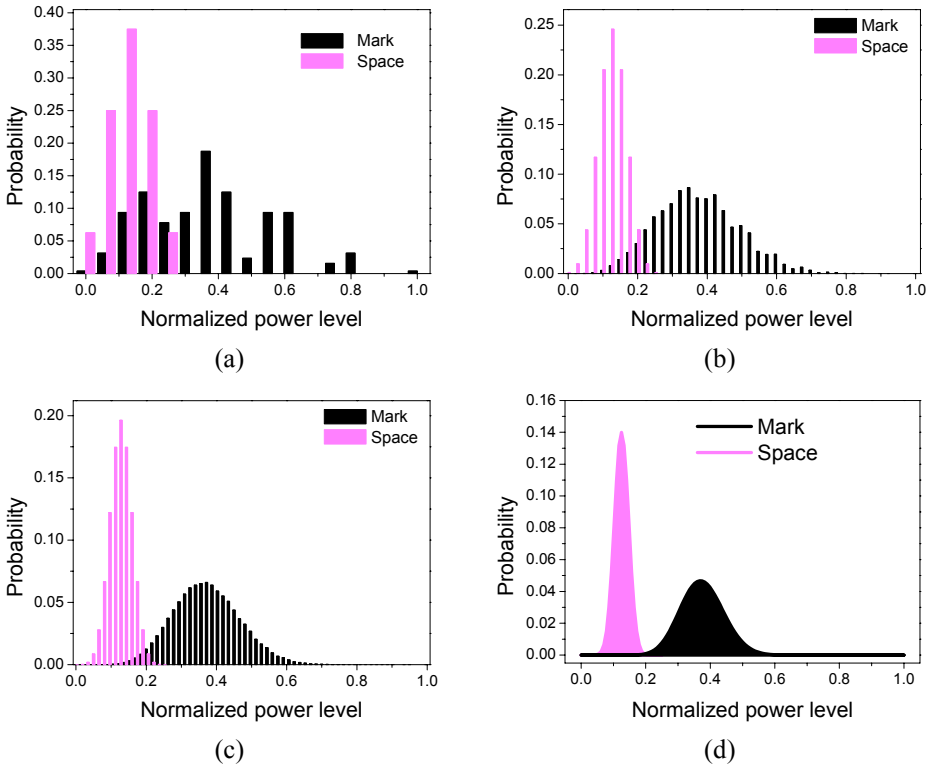 0.40
0.35
0.30
0.25
0.20
0.15
0.10
0.05
0.00
Probability
Mark
Space
0.0 0.2 0.4 0.6 0.8 1.0
Normalized power level
(a)
0.25
0.20
0.15
0.10
0.05
0.00
Probability
Mark
Space
0.0 0.2 0.4 0.6 0.8 1.0
Normalized power level
(b)
0.20
0.15
0.10
0.05
0.00
Probability
Mark
Space
0.0 0.2 0.4 0.6 0.8 1.0
Normalized power level
(c)
0.16
0.14
0.12
0.10
0.08
0.06
0.04
0.02
0.00
Probability
Mark
Space
0.0 0.2 0.4 0.6 0.8 1.0
Normalized power level
(d)